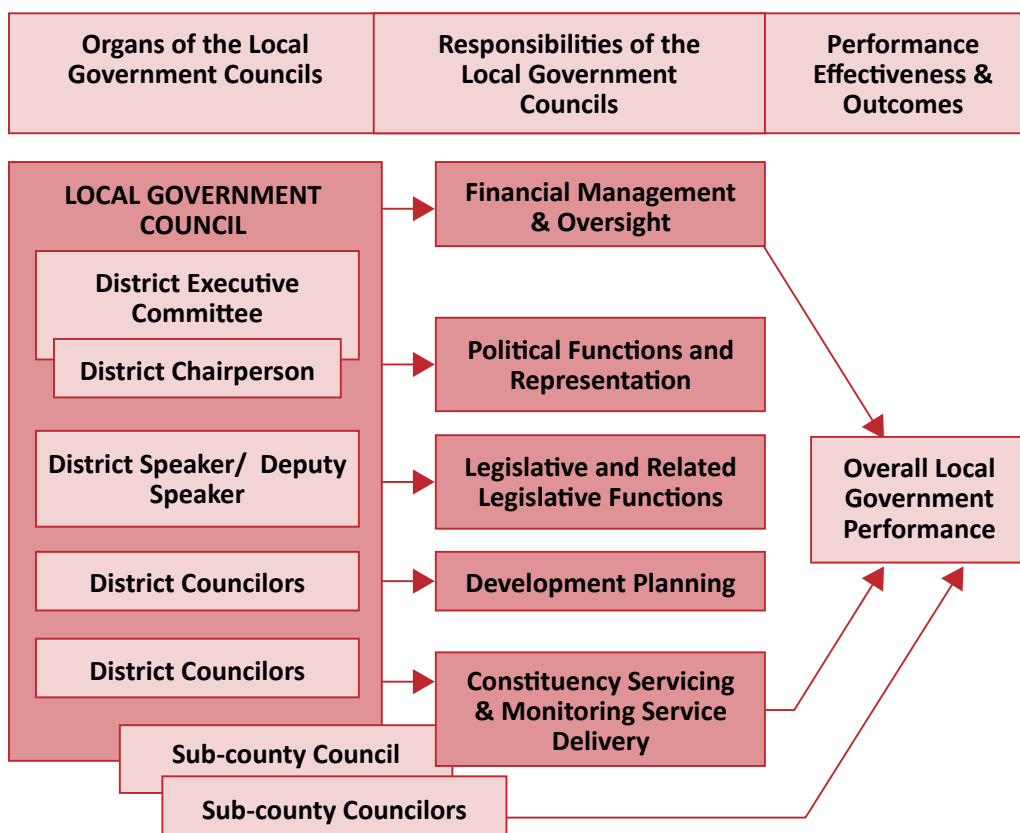 Organs of the Local
Government Councils
Responsibilities of the
Local Government
Councils
Performance
Effectiveness &
Outcomes
LOCAL GOVERNMENT
COUNCIL
District Executive
Committee
District Chairperson
District Speaker/ Deputy
Speaker
District Councilors
District Councilors
Sub-county Council
Sub-county Councilors
Financial Management
& Oversight
Political Functions and
Representation
Legislative and Related
Legislative Functions
Development Planning
Constituency Servicing
& Monitoring Service
Delivery
Overall Local
Government
Performance